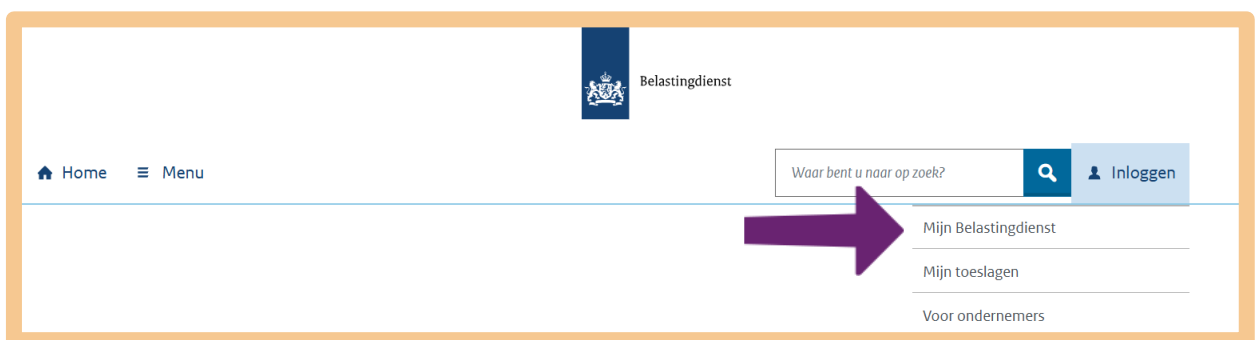 Belastingdienst
Home Menu Waar bent u naar op zoek? Inloggen
Mijn Belastingdienst
Mijn toeslagen
Voor ondernemers